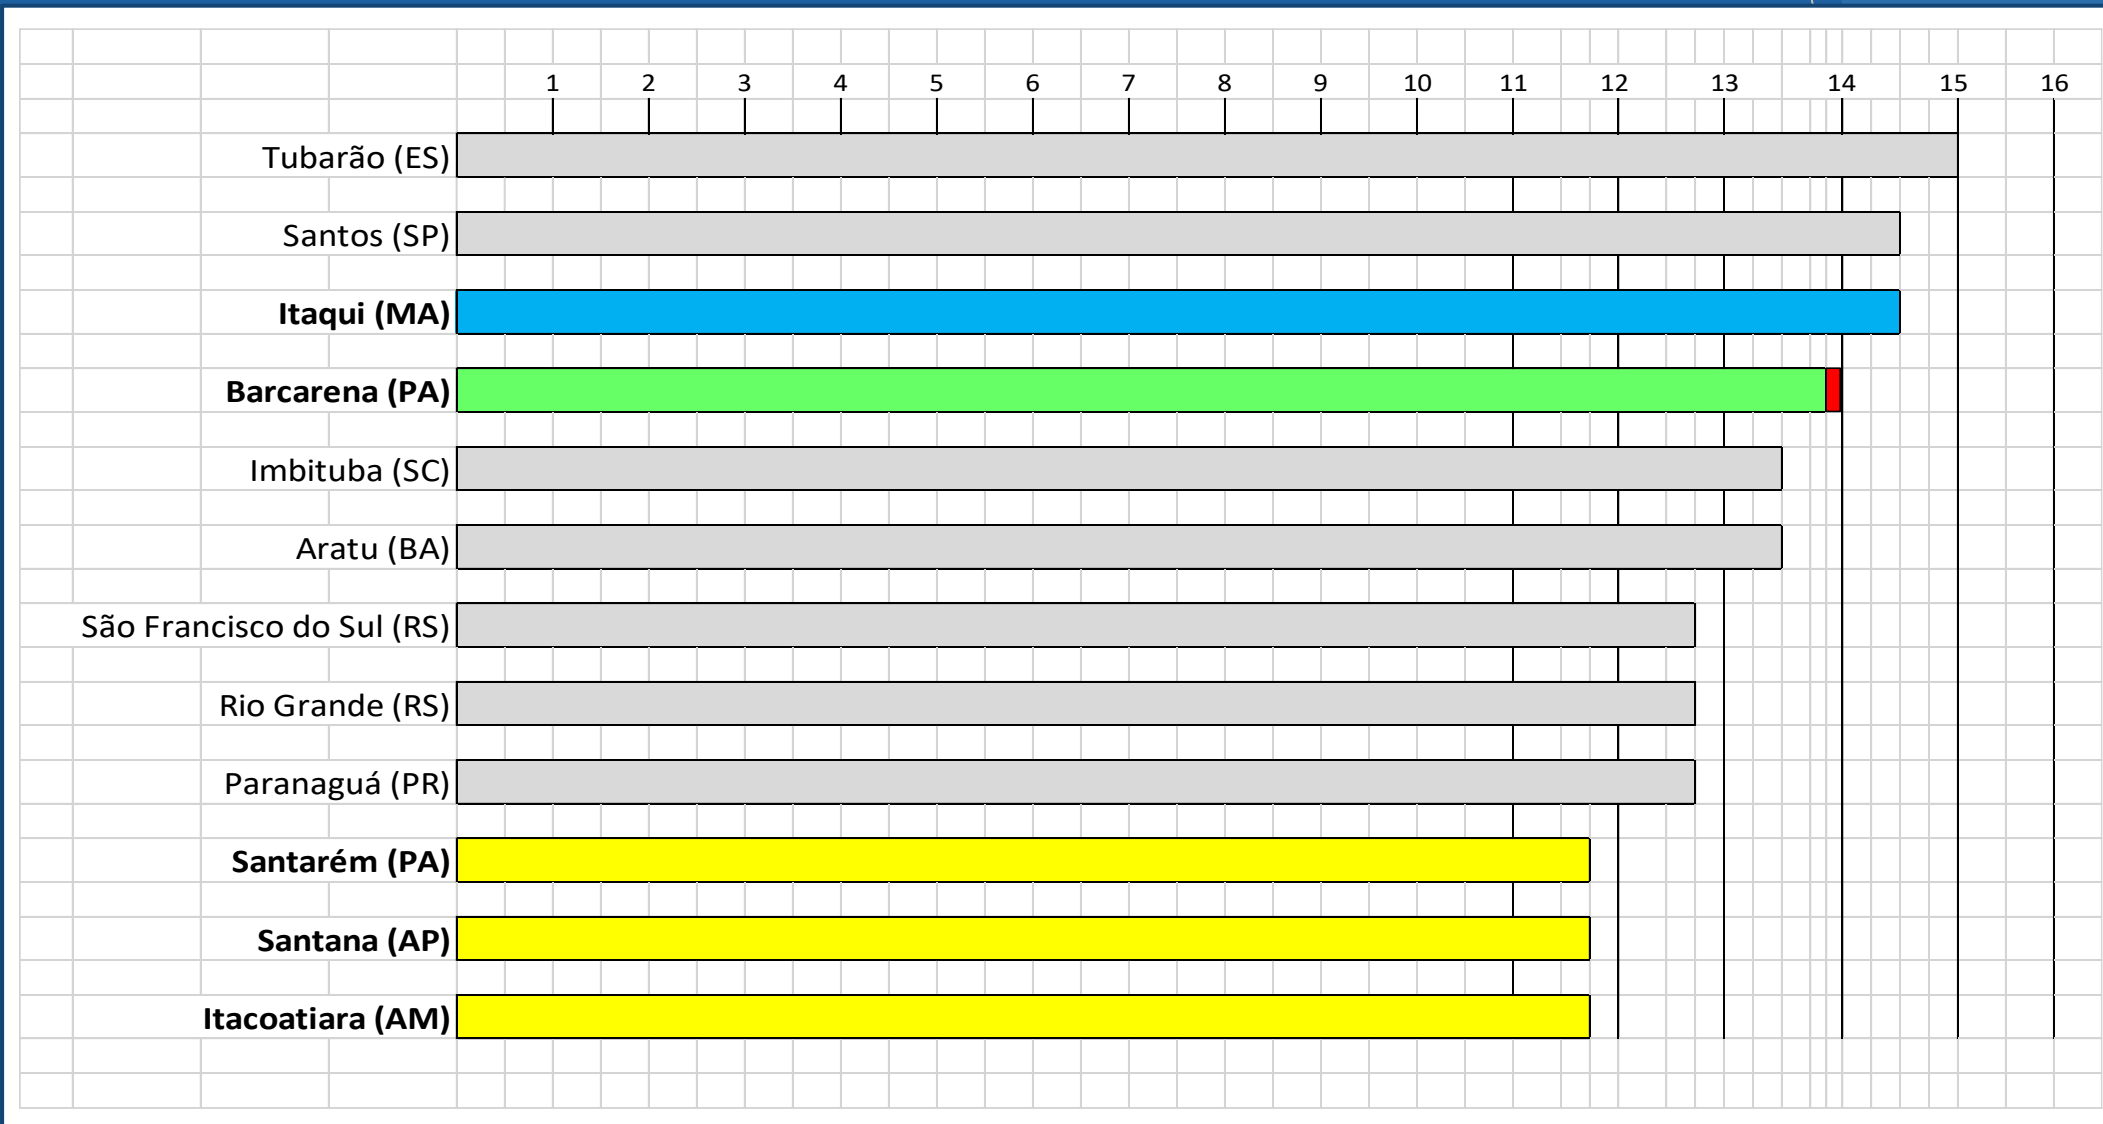 1 2 3 4 5 6 7 8 9 10 11 12 13 14 15 16
Tubarão (ES)
Santos (SP)
Itaqui (MA)
Barcarena (PA)
Imbituba (SC)
Aratu (BA)
São Francisco do Sul (RS)
Rio Grande (RS)
Paranaguá (PR)
Santarém (PA)
Santana (AP)
Itacoatiara (AM)